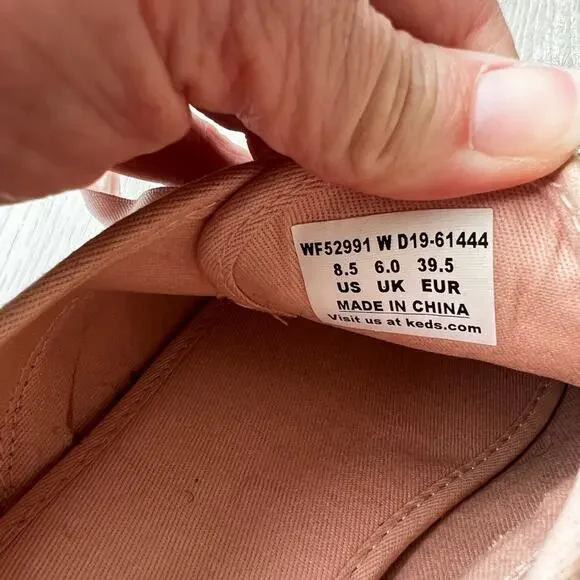 WF52991 W D19-61444
8.5 6.0 39.5
US UK EUR
MADE IN CHINA
Visit us at keds.com